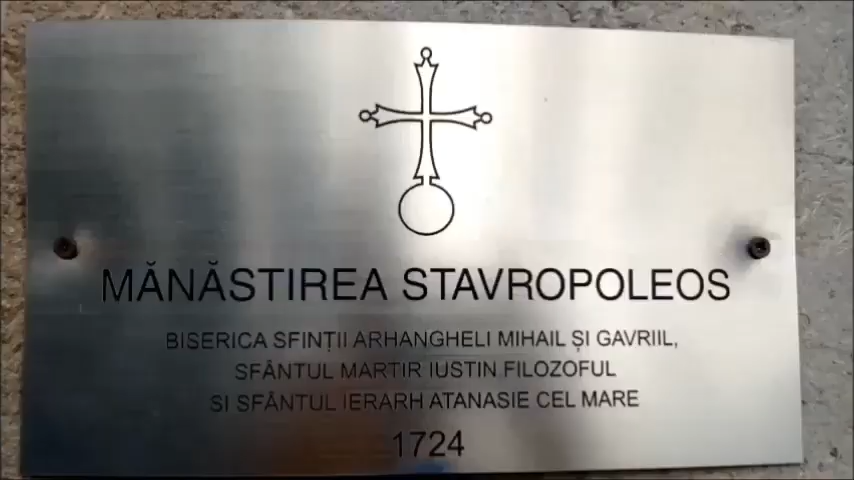 MĂNĂSTIREA STAVROPOLEOS
BISERICA SFINȚII ARHANGHELI MIHAIL ȘI GAVRIIL,
SFÂNTUL MARTIR IUSTIN FILOZOFUL
SI SFÂNTUL IERARH ATANASIE CEL MARE
1724